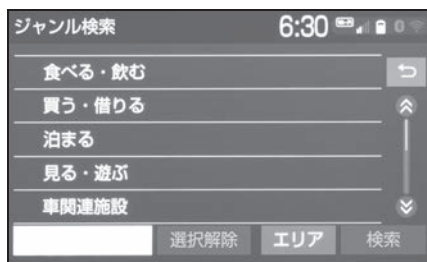 ジャンル検索 6:30
食べる・飲む
買う・借りる
泊まる
見る・遊ぶ
車関連施設
選択解除 エリア 検索